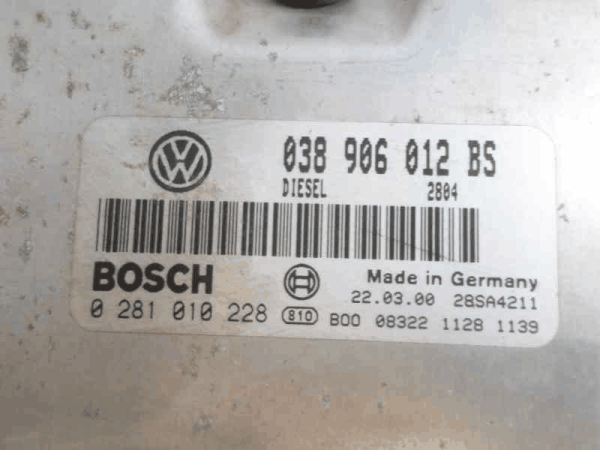 038 906 012 BS
DIESEL 2804
BOSCH
Made in Germany
22.03.00 28SA4211
0 281 010 228 810 B00 08322 1128 1139